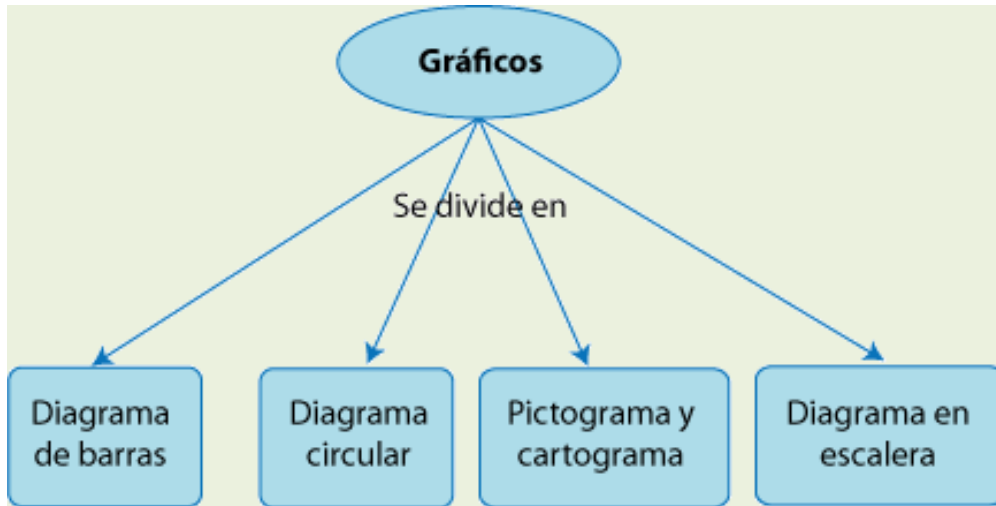 Gráficos
Se divide en
Diagrama
de barras
Diagrama
circular
Pictograma y
cartograma
Diagrama en
escalera